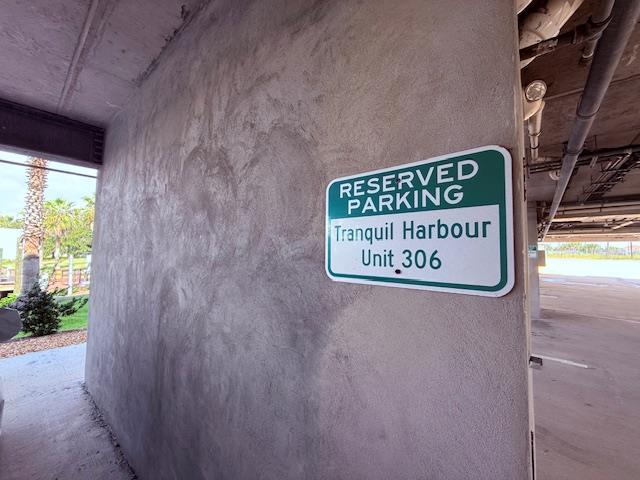 RESERVED
PARKING
Tranquil Harbour
Unit 306